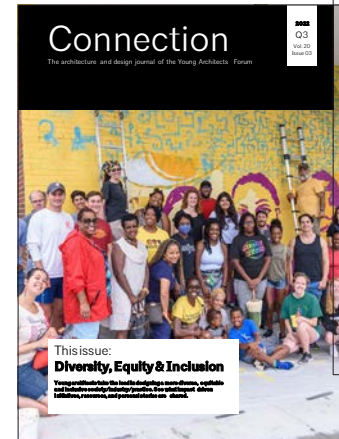 Connection
The architecture and design journal of the Young Architects Forum
2022
Q3
Vol. 20
Issue 03
This issue:
Diversity, Equity & Inclusion
Young architects take the lead in designing a more diverse, equitable
and inclusive society/industry/practice. See what impact driven
initiatives, resources, and personal stories are shared.